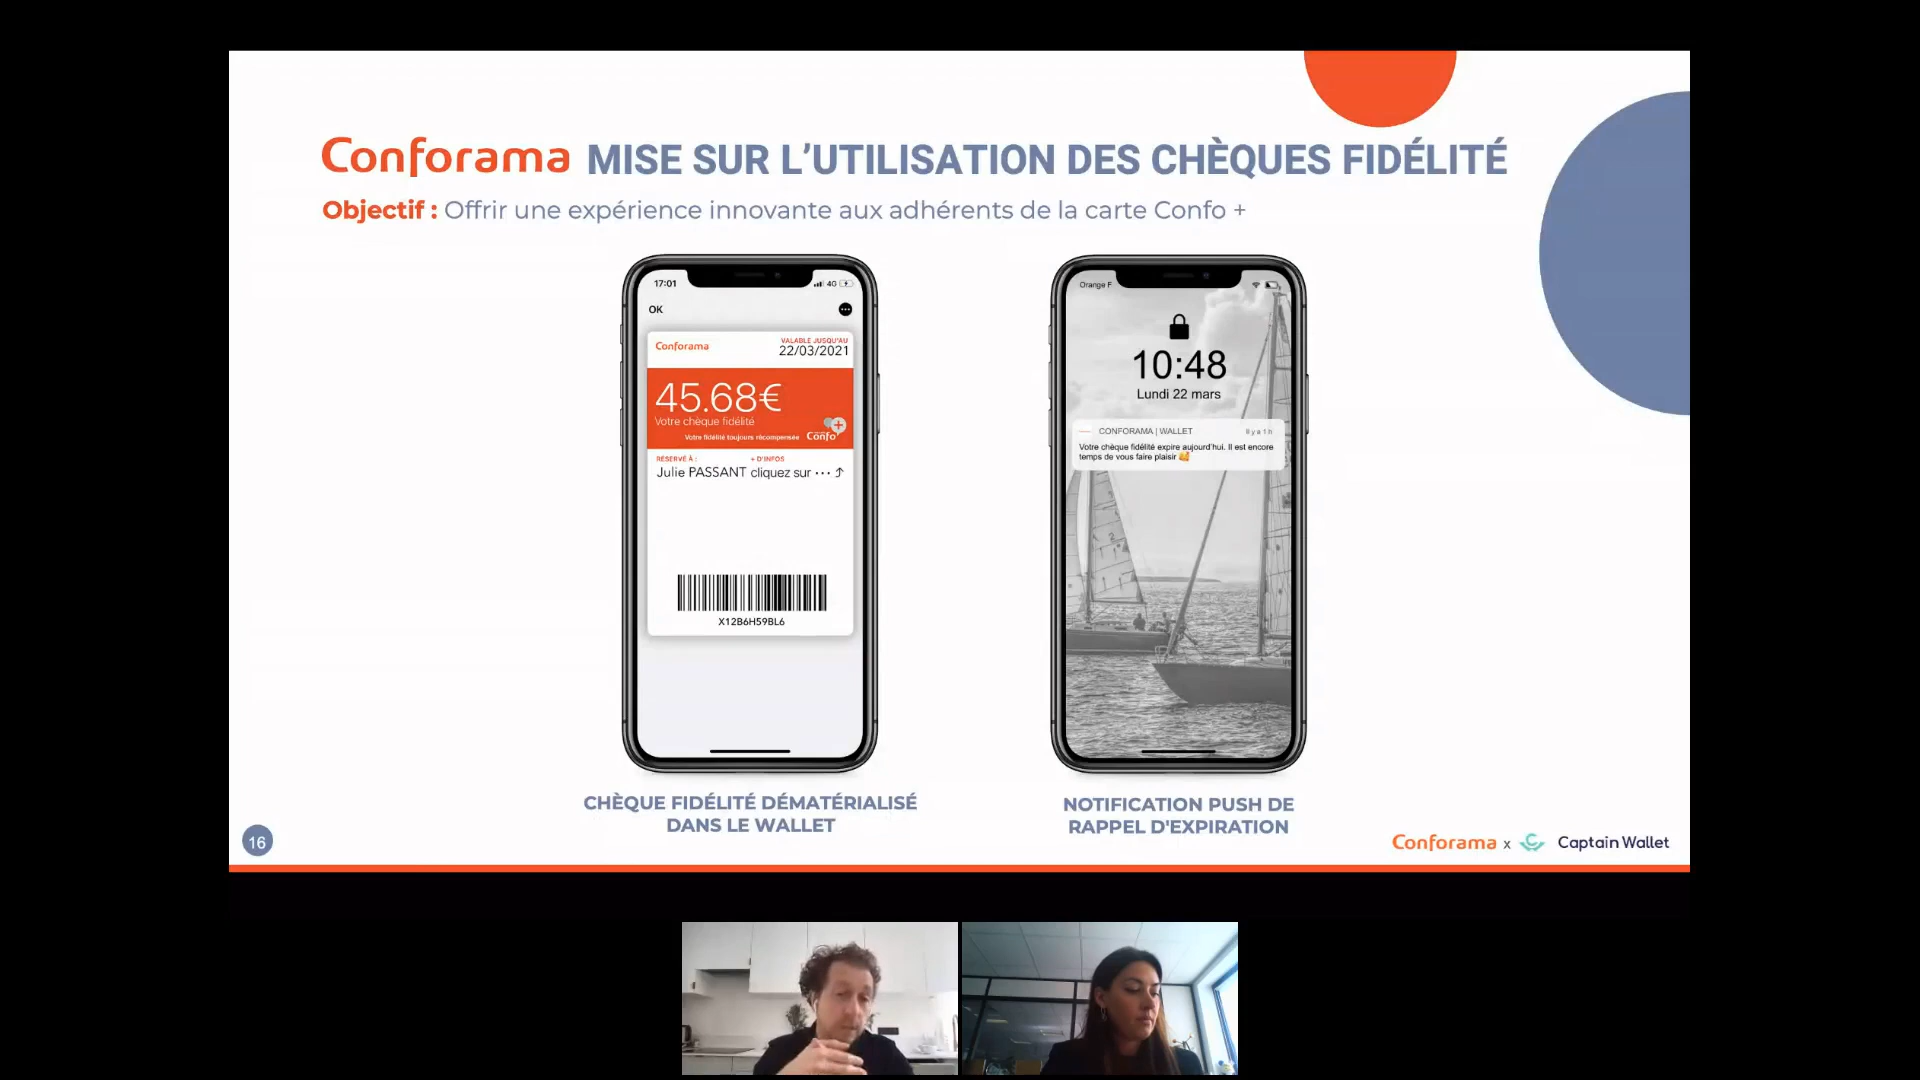 Conforama MISE SUR L’UTILISATION DES CHÈQUES FIDÉLITÉ
Objectif : Offrir une expérience innovante aux adhérents de la carte Confo +
17:01
4G
OK
Conforama
VALABLE JUSQU'AU
22/03/2021
45.68€
Votre chèque fidélité
Votre fidélité toujours récompensée
Confo
RÉSERVÉ À :
+ D'INFOS
Julie PASSANT cliquez sur ··· ⤴
X12B6H59BL6
CHÈQUE FIDÉLITÉ DÉMATÉRIALISÉ
DANS LE WALLET
Orange F
10:48
Lundi 22 mars
CONFORAMA | WALLET
Il y a 1 h
Votre chèque fidélité expire aujourd'hui. Il est encore
temps de vous faire plaisir 🥰
NOTIFICATION PUSH DE
RAPPEL D'EXPIRATION
16
Conforama x Captain Wallet